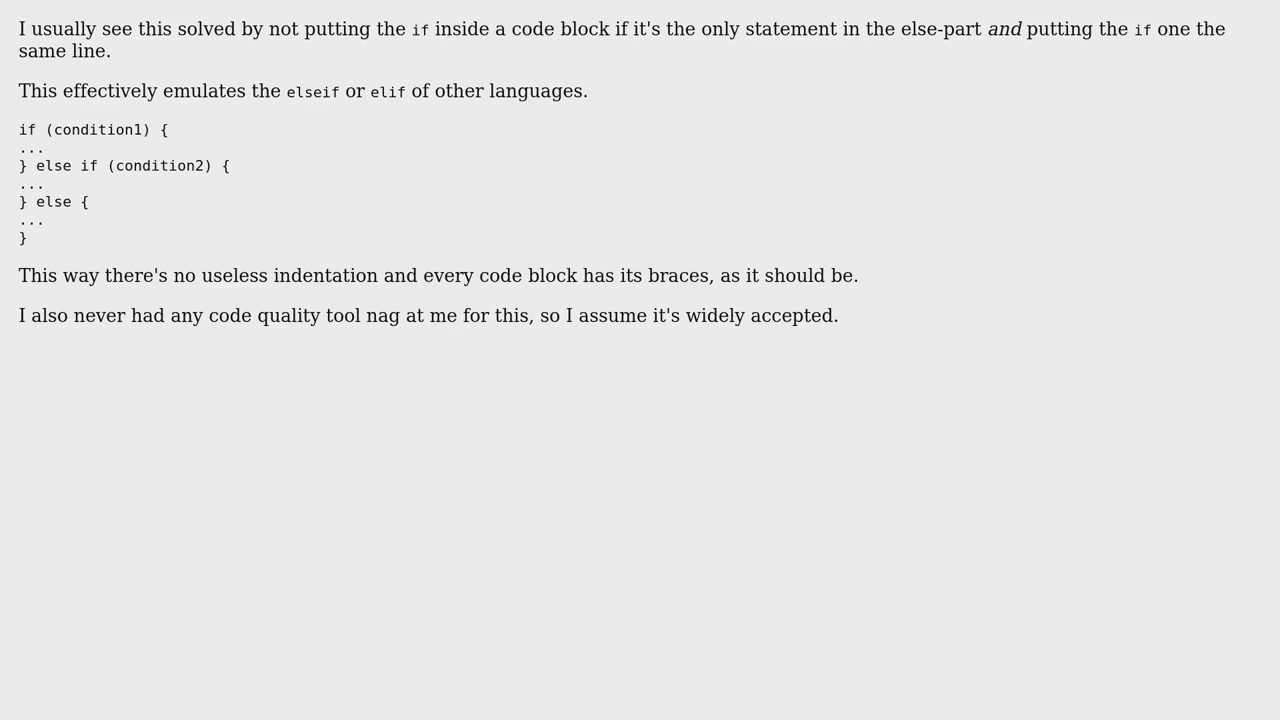 I usually see this solved by not putting the if inside a code block if it's the only statement in the else-part and putting the if one the
same line.
This effectively emulates the elseif or elif of other languages.
if (condition1) {
...
} else if (condition2) {
...
} else {
...
}
This way there's no useless indentation and every code block has its braces, as it should be.
I also never had any code quality tool nag at me for this, so I assume it's widely accepted.